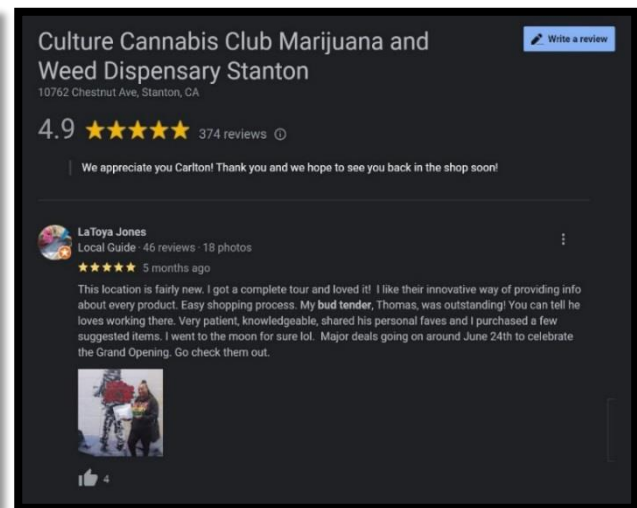 Culture Cannabis Club Marijuana and
Weed Dispensary Stanton
Write a review
10762 Chestnut Ave, Stanton, CA
4.9 374 reviews
We appreciate you Carlton! Thank you and we hope to see you back in the shop soon!
LaToya Jones
Local Guide · 46 reviews · 18 photos
5 months ago
This location is fairly new. I got a complete tour and loved it! I like their innovative way of providing info
about every product. Easy shopping process. My bud tender, Thomas, was outstanding! You can tell he
loves working there. Very patient, knowledgeable, shared his personal faves and I purchased a few
suggested items. I went to the moon for sure lol. Major deals going on around June 24th to celebrate
the Grand Opening. Go check them out.
4